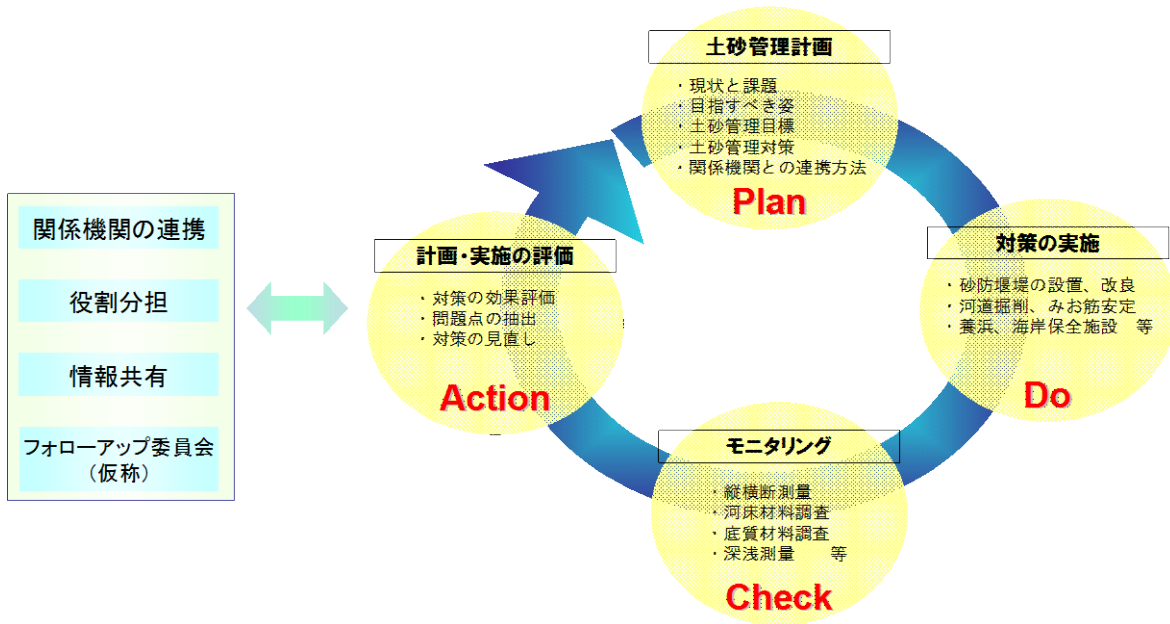 土砂管理計画
・現状と課題
・目指すべき姿
・土砂管理目標
・土砂管理対策
・関係機関との連携方法
Plan
対策の実施
・砂防堰堤の設置、改良
・河道掘削、みお筋安定
・養浜、海岸保全施設　等
Do
モニタリング
・縦横断測量
・河床材料調査
・底質材料調査
・深浅測量　　等
Check
計画・実施の評価
・対策の効果評価
・問題点の抽出
・対策の見直し
Action
関係機関の連携
役割分担
情報共有
フォローアップ委員会
（仮称）